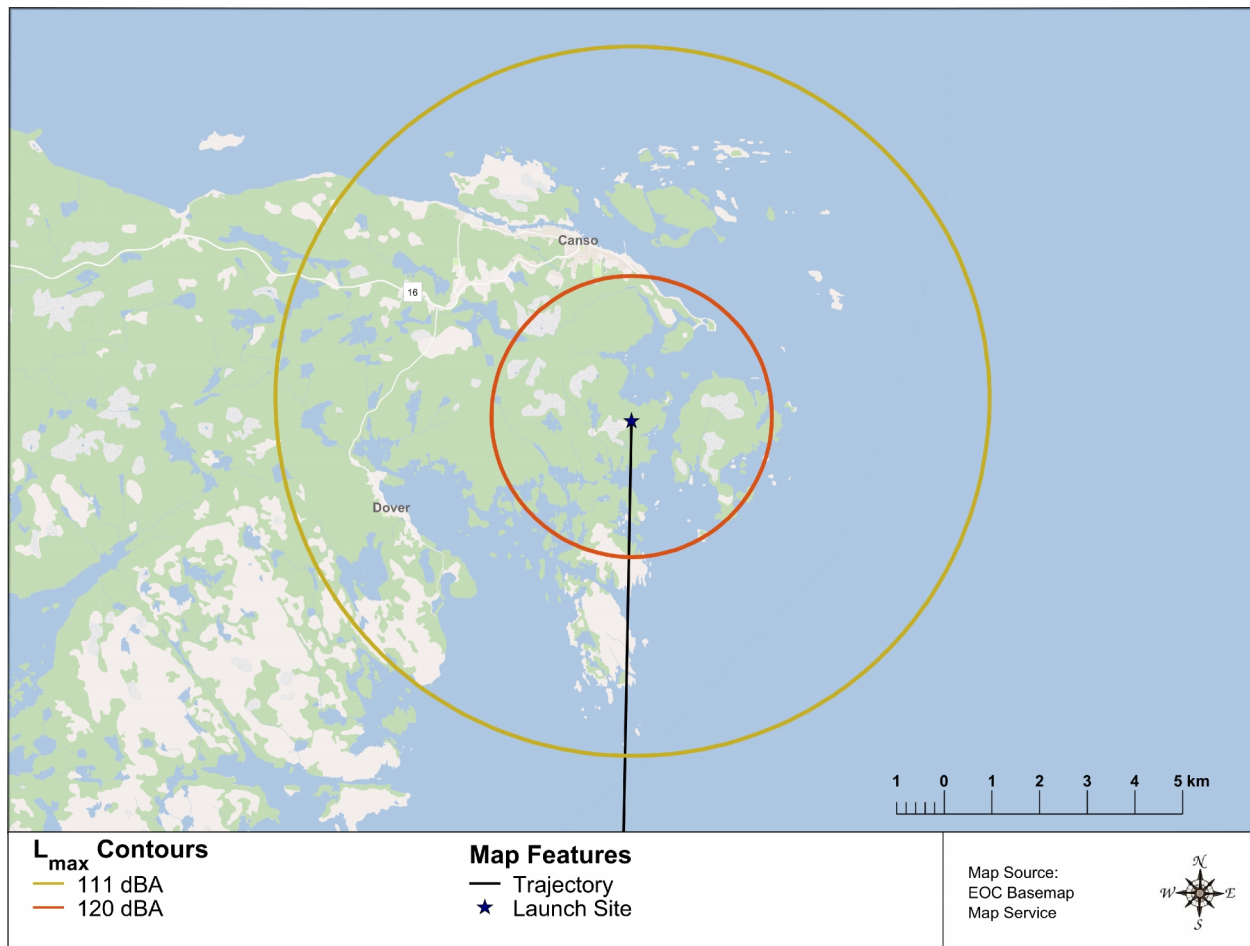 Canso
16
Dover
1 0 1 2 3 4 5 km
Lmax Contours
111 dBA
120 dBA
Map Features
Trajectory
Launch Site
Map Source:
EOC Basemap
Map Service
N
W E
S